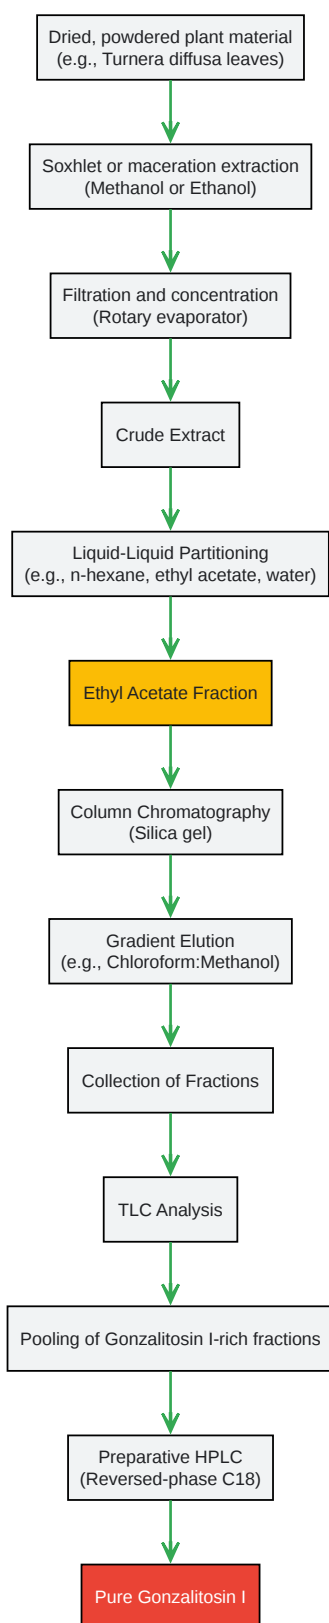 Dried, powdered plant material
(e.g., Turnera diffusa leaves)
Soxhlet or maceration extraction
(Methanol or Ethanol)
Filtration and concentration
(Rotary evaporator)
Crude Extract
Liquid-Liquid Partitioning
(e.g., n-hexane, ethyl acetate, water)
Ethyl Acetate Fraction
Column Chromatography
(Silica gel)
Gradient Elution
(e.g., Chloroform:Methanol)
Collection of Fractions
TLC Analysis
Pooling of Gonzalitosin I-rich fractions
Preparative HPLC
(Reversed-phase C18)
Pure Gonzalitosin I